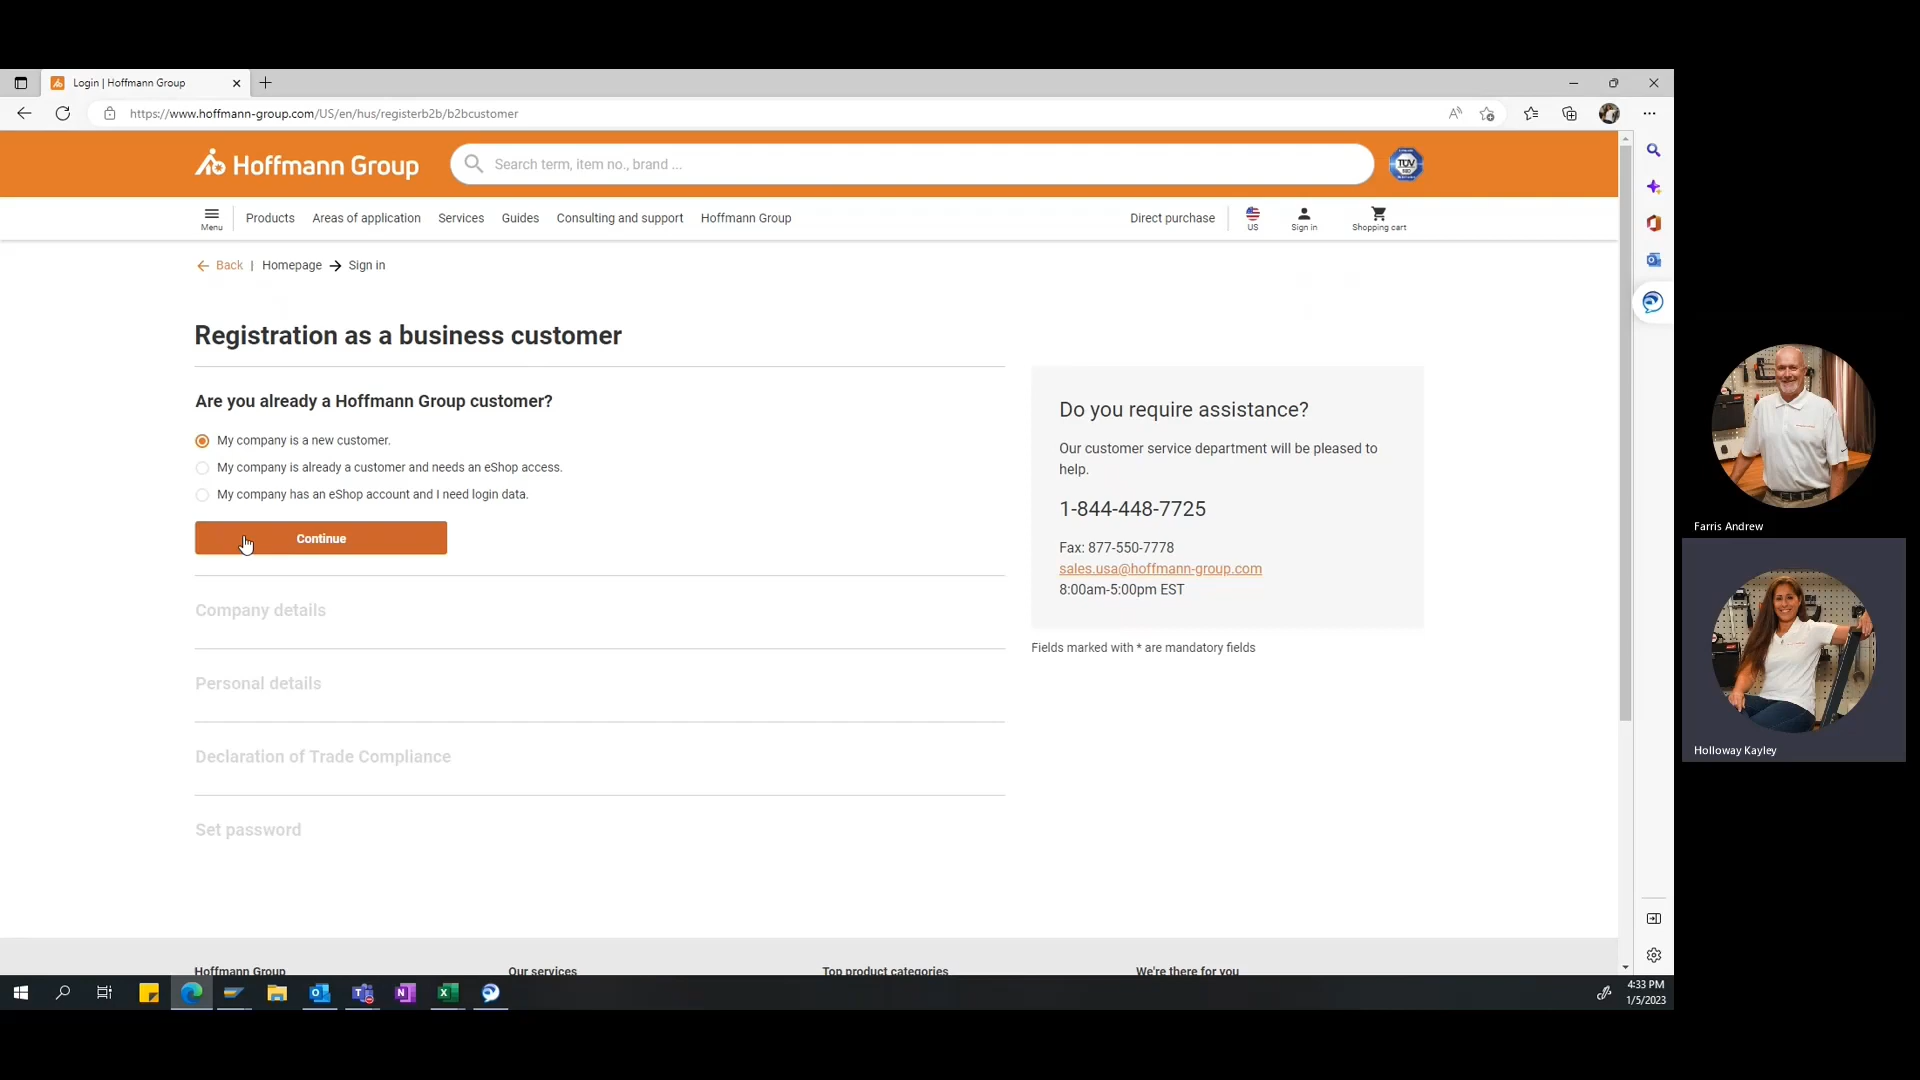 Login | Hoffmann Group
https://www.hoffmann-group.com/US/en/hus/registerb2b/b2bcustomer
Hoffmann Group
Search term, item no., brand ...
TÜV
Menu
Products
Areas of application
Services
Guides
Consulting and support
Hoffmann Group
Direct purchase
US
Sign in
Shopping cart
Back | Homepage → Sign in
Registration as a business customer
Are you already a Hoffmann Group customer?
My company is a new customer.
My company is already a customer and needs an eShop access.
My company has an eShop account and I need login data.
Continue
Company details
Personal details
Declaration of Trade Compliance
Set password
Do you require assistance?
Our customer service department will be pleased to
help.
1-844-448-7725
Fax: 877-550-7778
sales.usa@hoffmann-group.com
8:00am-5:00pm EST
Fields marked with * are mandatory fields
Farris Andrew
Holloway Kayley
Hoffmann Group
Our services
Top product categories
We're there for you
4:33 PM
1/5/2023